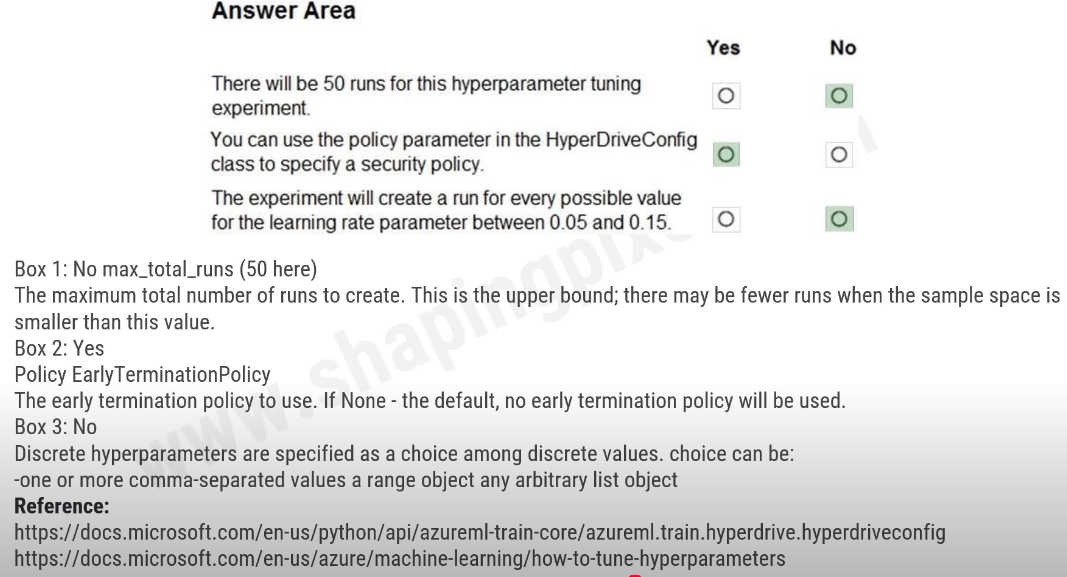 Answer Area
Yes No
There will be 50 runs for this hyperparameter tuning
experiment.
You can use the policy parameter in the HyperDriveConfig
class to specify a security policy.
The experiment will create a run for every possible value
for the learning rate parameter between 0.05 and 0.15.
Box 1: No max_total_runs (50 here)
The maximum total number of runs to create. This is the upper bound; there may be fewer runs when the sample space is
smaller than this value.
Box 2: Yes
Policy EarlyTerminationPolicy
The early termination policy to use. If None - the default, no early termination policy will be used.
Box 3: No
Discrete hyperparameters are specified as a choice among discrete values. choice can be:
-one or more comma-separated values a range object any arbitrary list object
Reference:
https://docs.microsoft.com/en-us/python/api/azureml-train-core/azureml.train.hyperdrive.hyperdriveconfig
https://docs.microsoft.com/en-us/azure/machine-learning/how-to-tune-hyperparameters